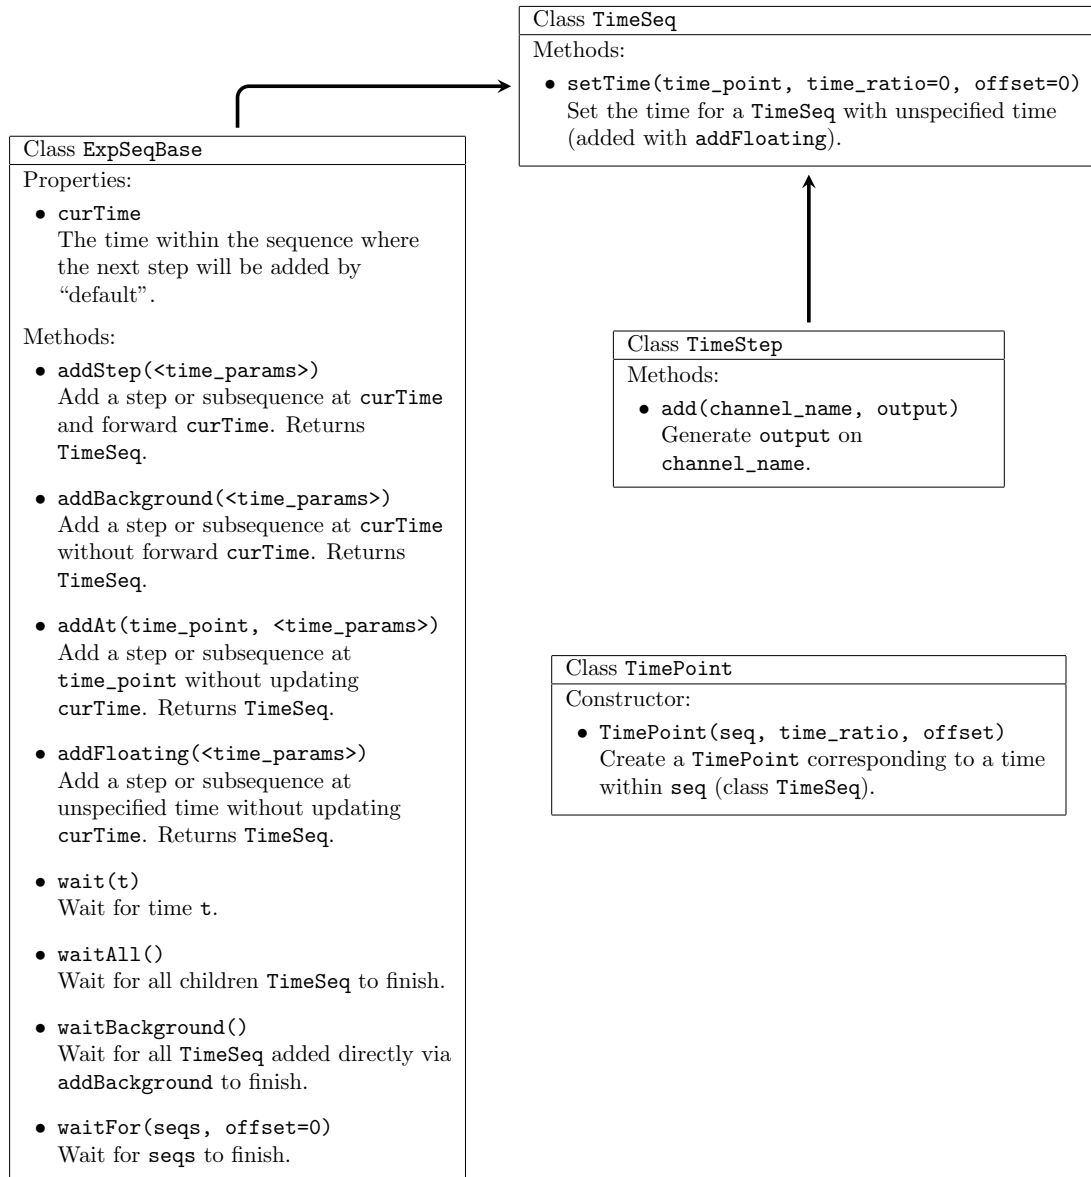 Class TimeSeq
Methods:
• setTime(time_point, time_ratio=0, offset=0)
Set the time for a TimeSeq with unspecified time
(added with addFloating).
Class ExpSeqBase
Properties:
• curTime
The time within the sequence where
the next step will be added by
“default”.
Methods:
• addStep(<time_params>)
Add a step or subsequence at curTime
and forward curTime. Returns
TimeSeq.
• addBackground(<time_params>)
Add a step or subsequence at curTime
without forward curTime. Returns
TimeSeq.
• addAt(time_point, <time_params>)
Add a step or subsequence at
time_point without updating
curTime. Returns TimeSeq.
• addFloating(<time_params>)
Add a step or subsequence at
unspecified time without updating
curTime. Returns TimeSeq.
• wait(t)
Wait for time t.
• waitAll()
Wait for all children TimeSeq to finish.
• waitBackground()
Wait for all TimeSeq added directly via
addBackground to finish.
• waitFor(seqs, offset=0)
Wait for seqs to finish.
Class TimeStep
Methods:
• add(channel_name, output)
Generate output on
channel_name.
Class TimePoint
Constructor:
• TimePoint(seq, time_ratio, offset)
Create a TimePoint corresponding to a time
within seq (class TimeSeq).